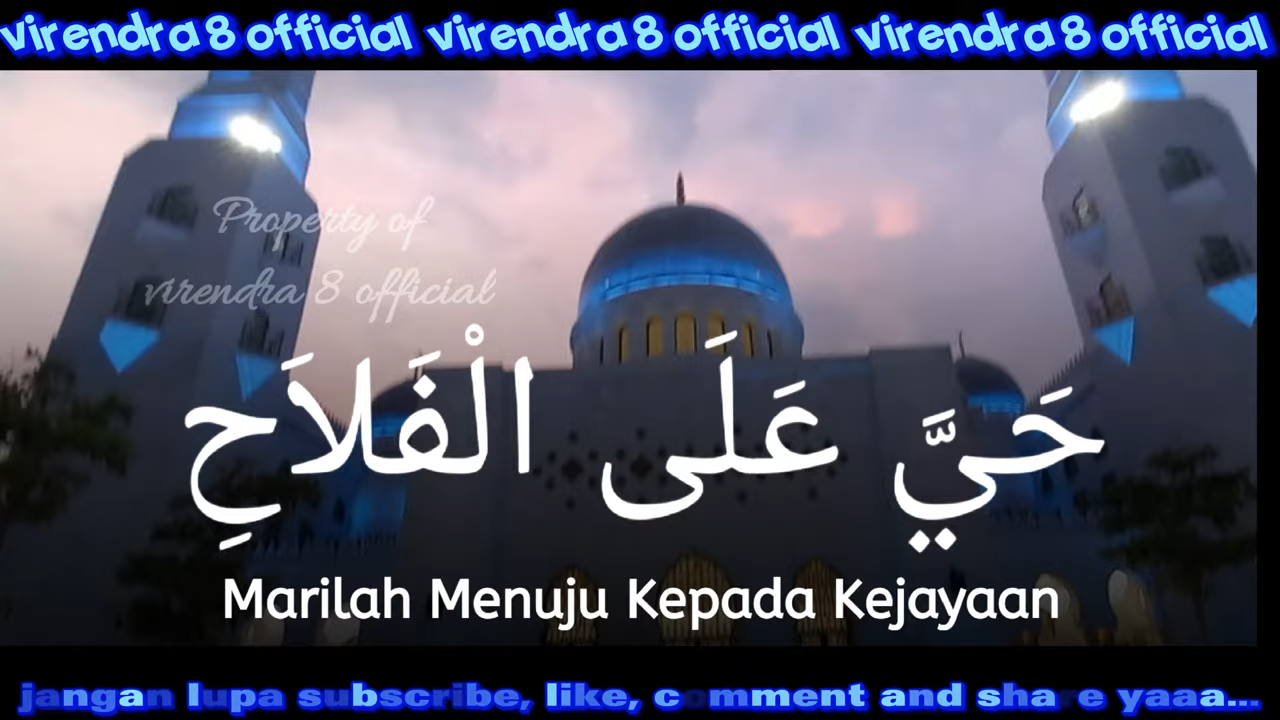 virendra 8 official virendra 8 official virendra 8 official
Property of
virendra 8 official
حَيَّ عَلَى الْفَلاَحِ
Marilah Menuju Kepada Kejayaan
jangan lupa subscribe, like, comment and share yaaa...